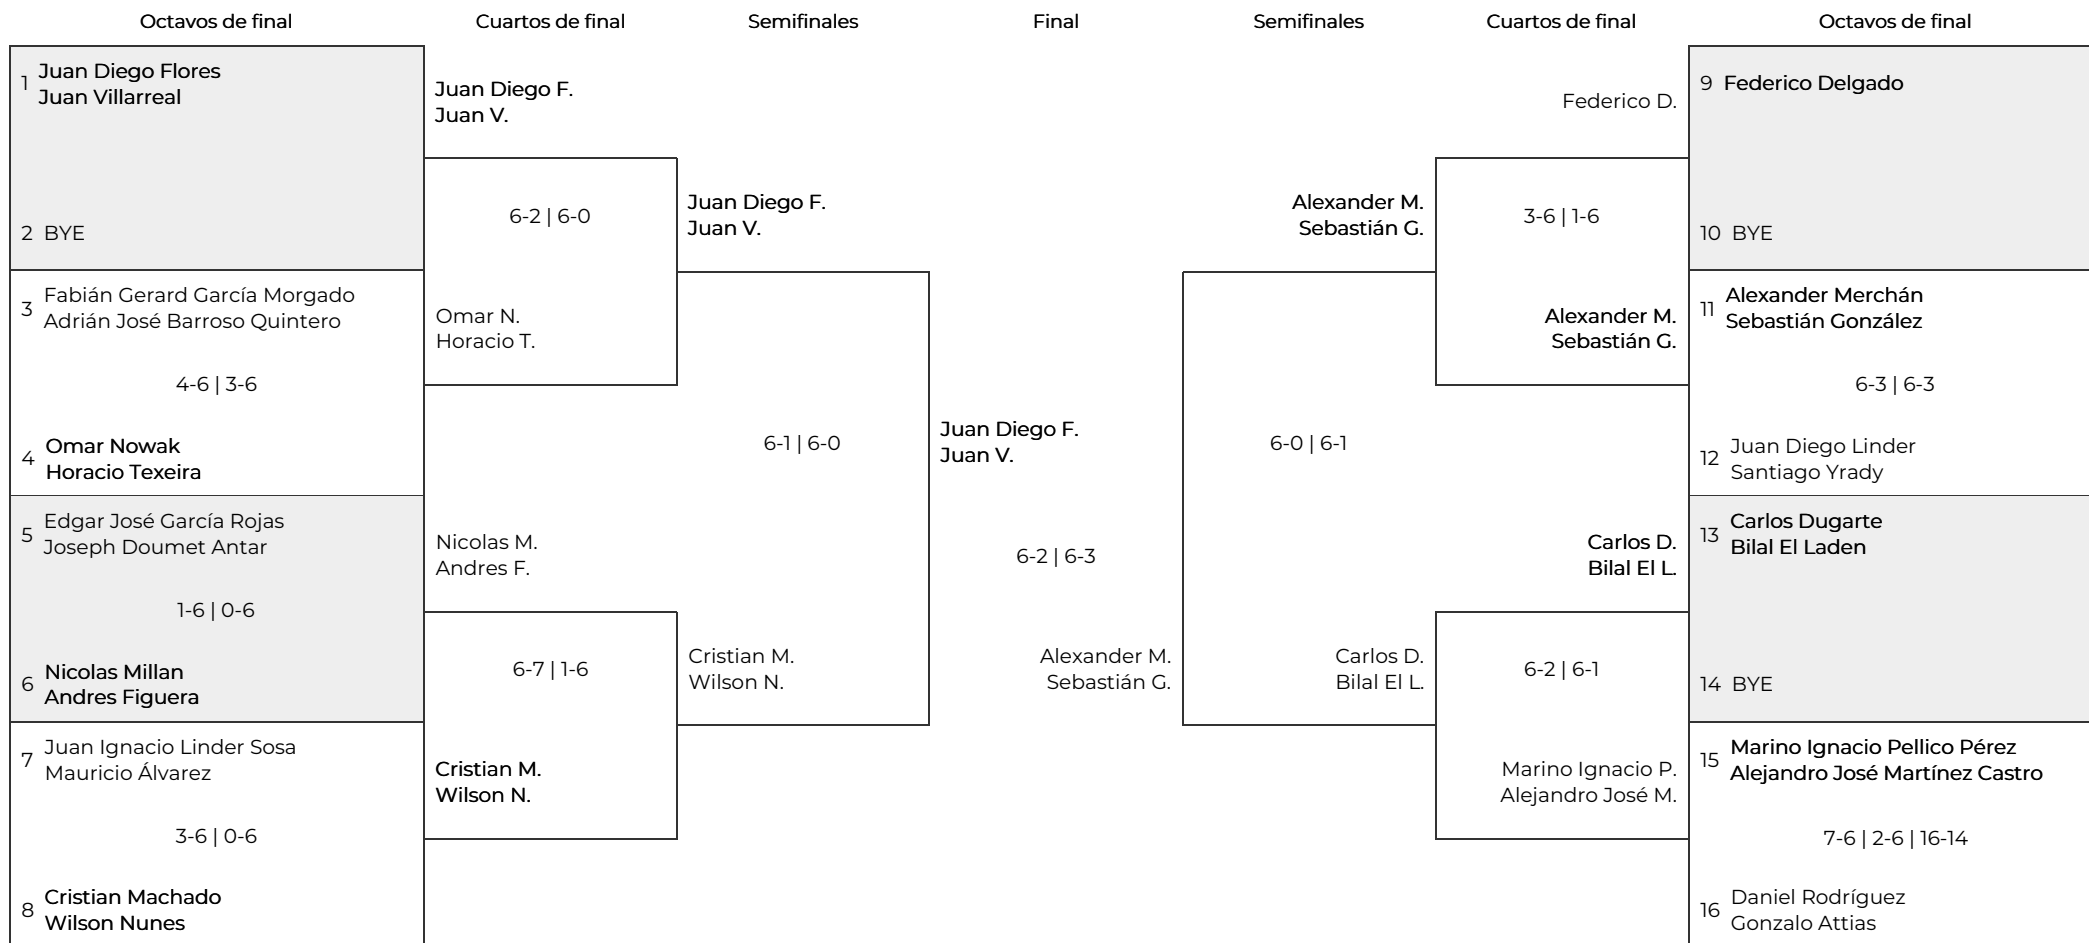 Octavos de final
Cuartos de final
Semifinales
Final
Semifinales
Cuartos de final
Octavos de final
1 Juan Diego Flores
Juan Villarreal
2 BYE
3 Fabián Gerard García Morgado
Adrián José Barroso Quintero
4-6 | 3-6
4 Omar Nowak
Horacio Texeira
5 Edgar José García Rojas
Joseph Doumet Antar
1-6 | 0-6
6 Nicolas Millan
Andres Figuera
7 Juan Ignacio Linder Sosa
Mauricio Álvarez
3-6 | 0-6
8 Cristian Machado
Wilson Nunes
Juan Diego F.
Juan V.
6-2 | 6-0
Omar N.
Horacio T.
Nicolas M.
Andres F.
6-7 | 1-6
Cristian M.
Wilson N.
Juan Diego F.
Juan V.
6-1 | 6-0
Cristian M.
Wilson N.
Juan Diego F.
Juan V.
6-2 | 6-3
Alexander M.
Sebastián G.
Alexander M.
Sebastián G.
6-0 | 6-1
Carlos D.
Bilal El L.
Federico D.
3-6 | 1-6
Alexander M.
Sebastián G.
Carlos D.
Bilal El L.
6-2 | 6-1
Marino Ignacio P.
Alejandro José M.
9 Federico Delgado
10 BYE
11 Alexander Merchán
Sebastián González
6-3 | 6-3
12 Juan Diego Linder
Santiago Yrady
13 Carlos Dugarte
Bilal El Laden
14 BYE
15 Marino Ignacio Pellico Pérez
Alejandro José Martínez Castro
7-6 | 2-6 | 16-14
16 Daniel Rodríguez
Gonzalo Attias